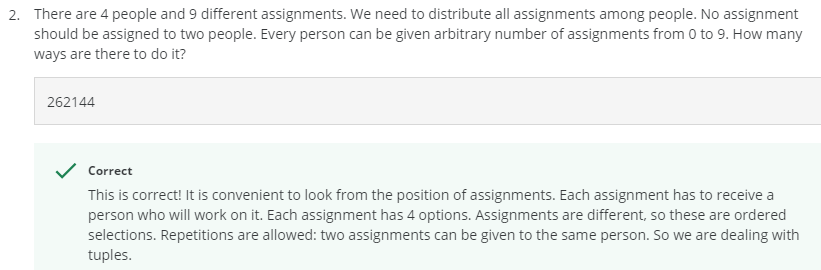 2. There are 4 people and 9 different assignments. We need to distribute all assignments among people. No assignment
should be assigned to two people. Every person can be given arbitrary number of assignments from 0 to 9. How many
ways are there to do it?
262144
Correct
This is correct! It is convenient to look from the position of assignments. Each assignment has to receive a
person who will work on it. Each assignment has 4 options. Assignments are different, so these are ordered
selections. Repetitions are allowed: two assignments can be given to the same person. So we are dealing with
tuples.